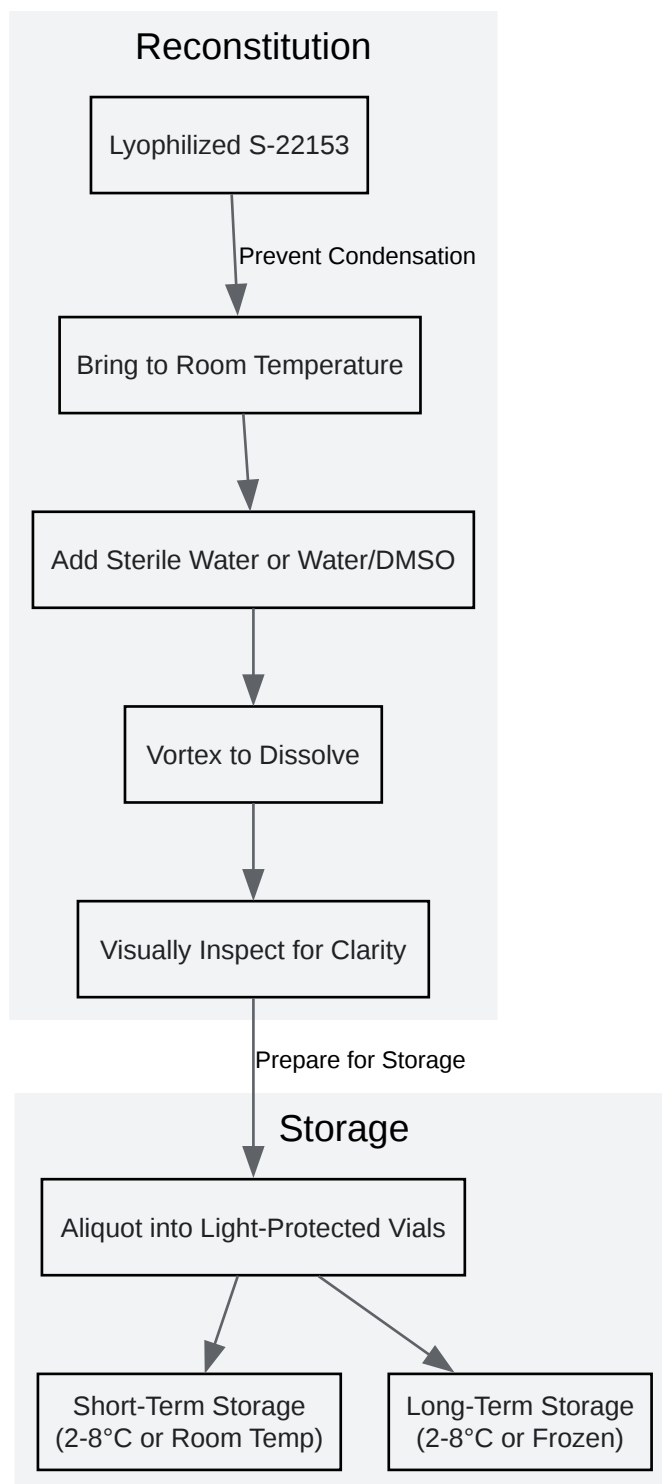 Reconstitution
Lyophilized S-22153
Prevent Condensation
Bring to Room Temperature
Add Sterile Water or Water/DMSO
Vortex to Dissolve
Visually Inspect for Clarity
Prepare for Storage
Storage
Aliquot into Light-Protected Vials
Short-Term Storage
(2-8°C or Room Temp)
Long-Term Storage
(2-8°C or Frozen)